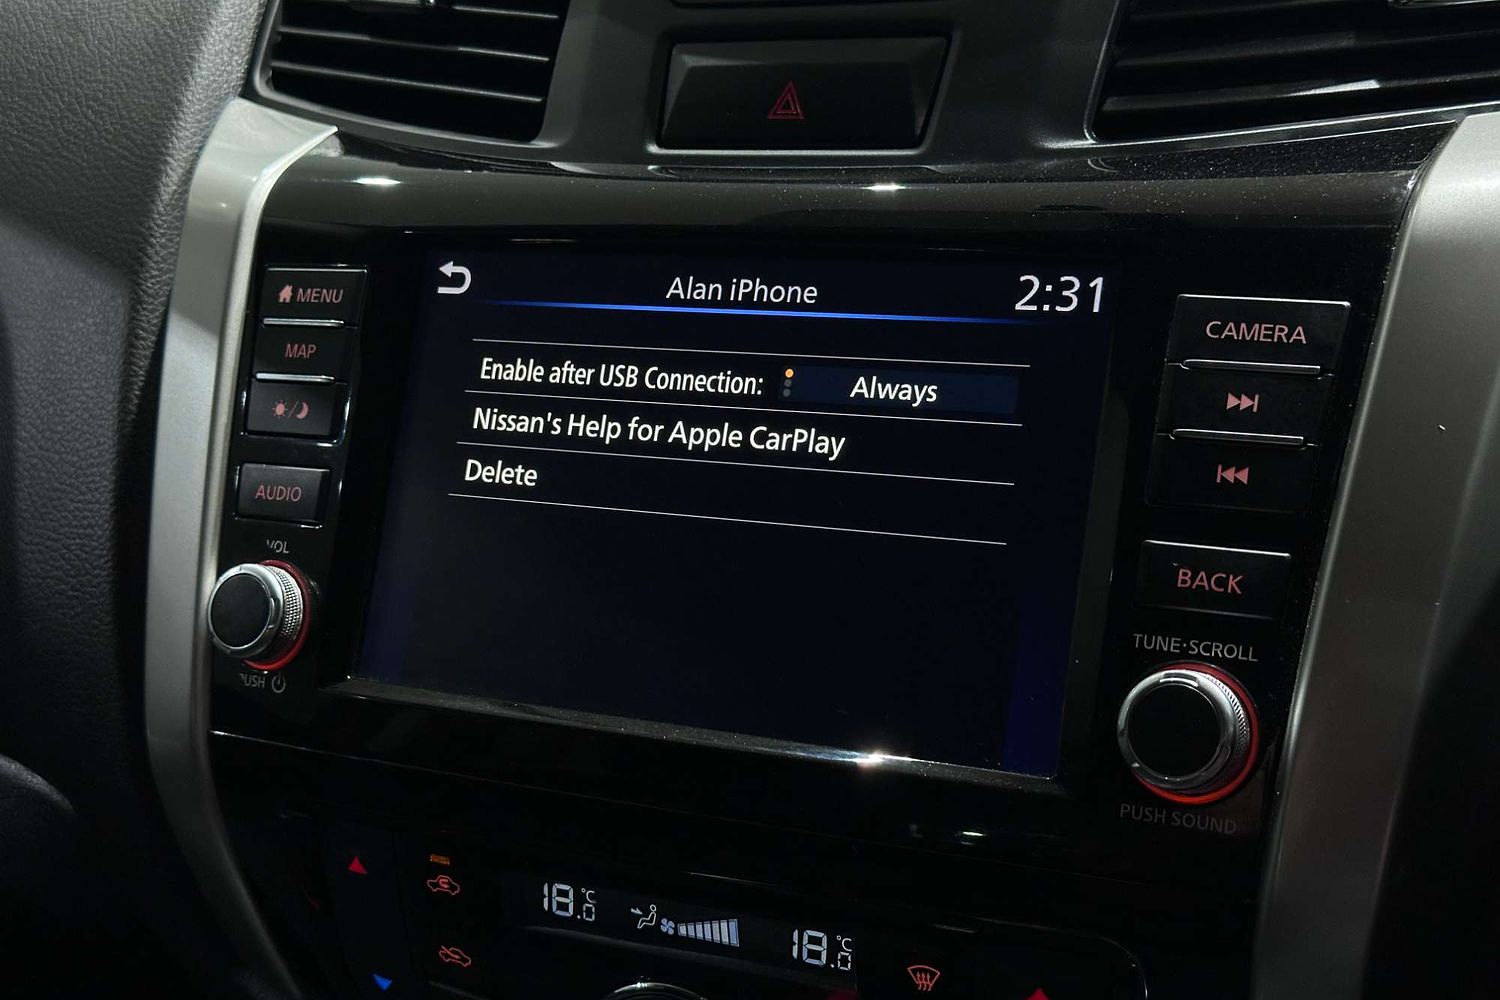 MENU
MAP
AUDIO
VOL
PUSH
Alan iPhone
2:31
Enable after USB Connection: Always
Nissan's Help for Apple CarPlay
Delete
CAMERA
BACK
TUNE·SCROLL
PUSH SOUND
18.0°C
18.0°C